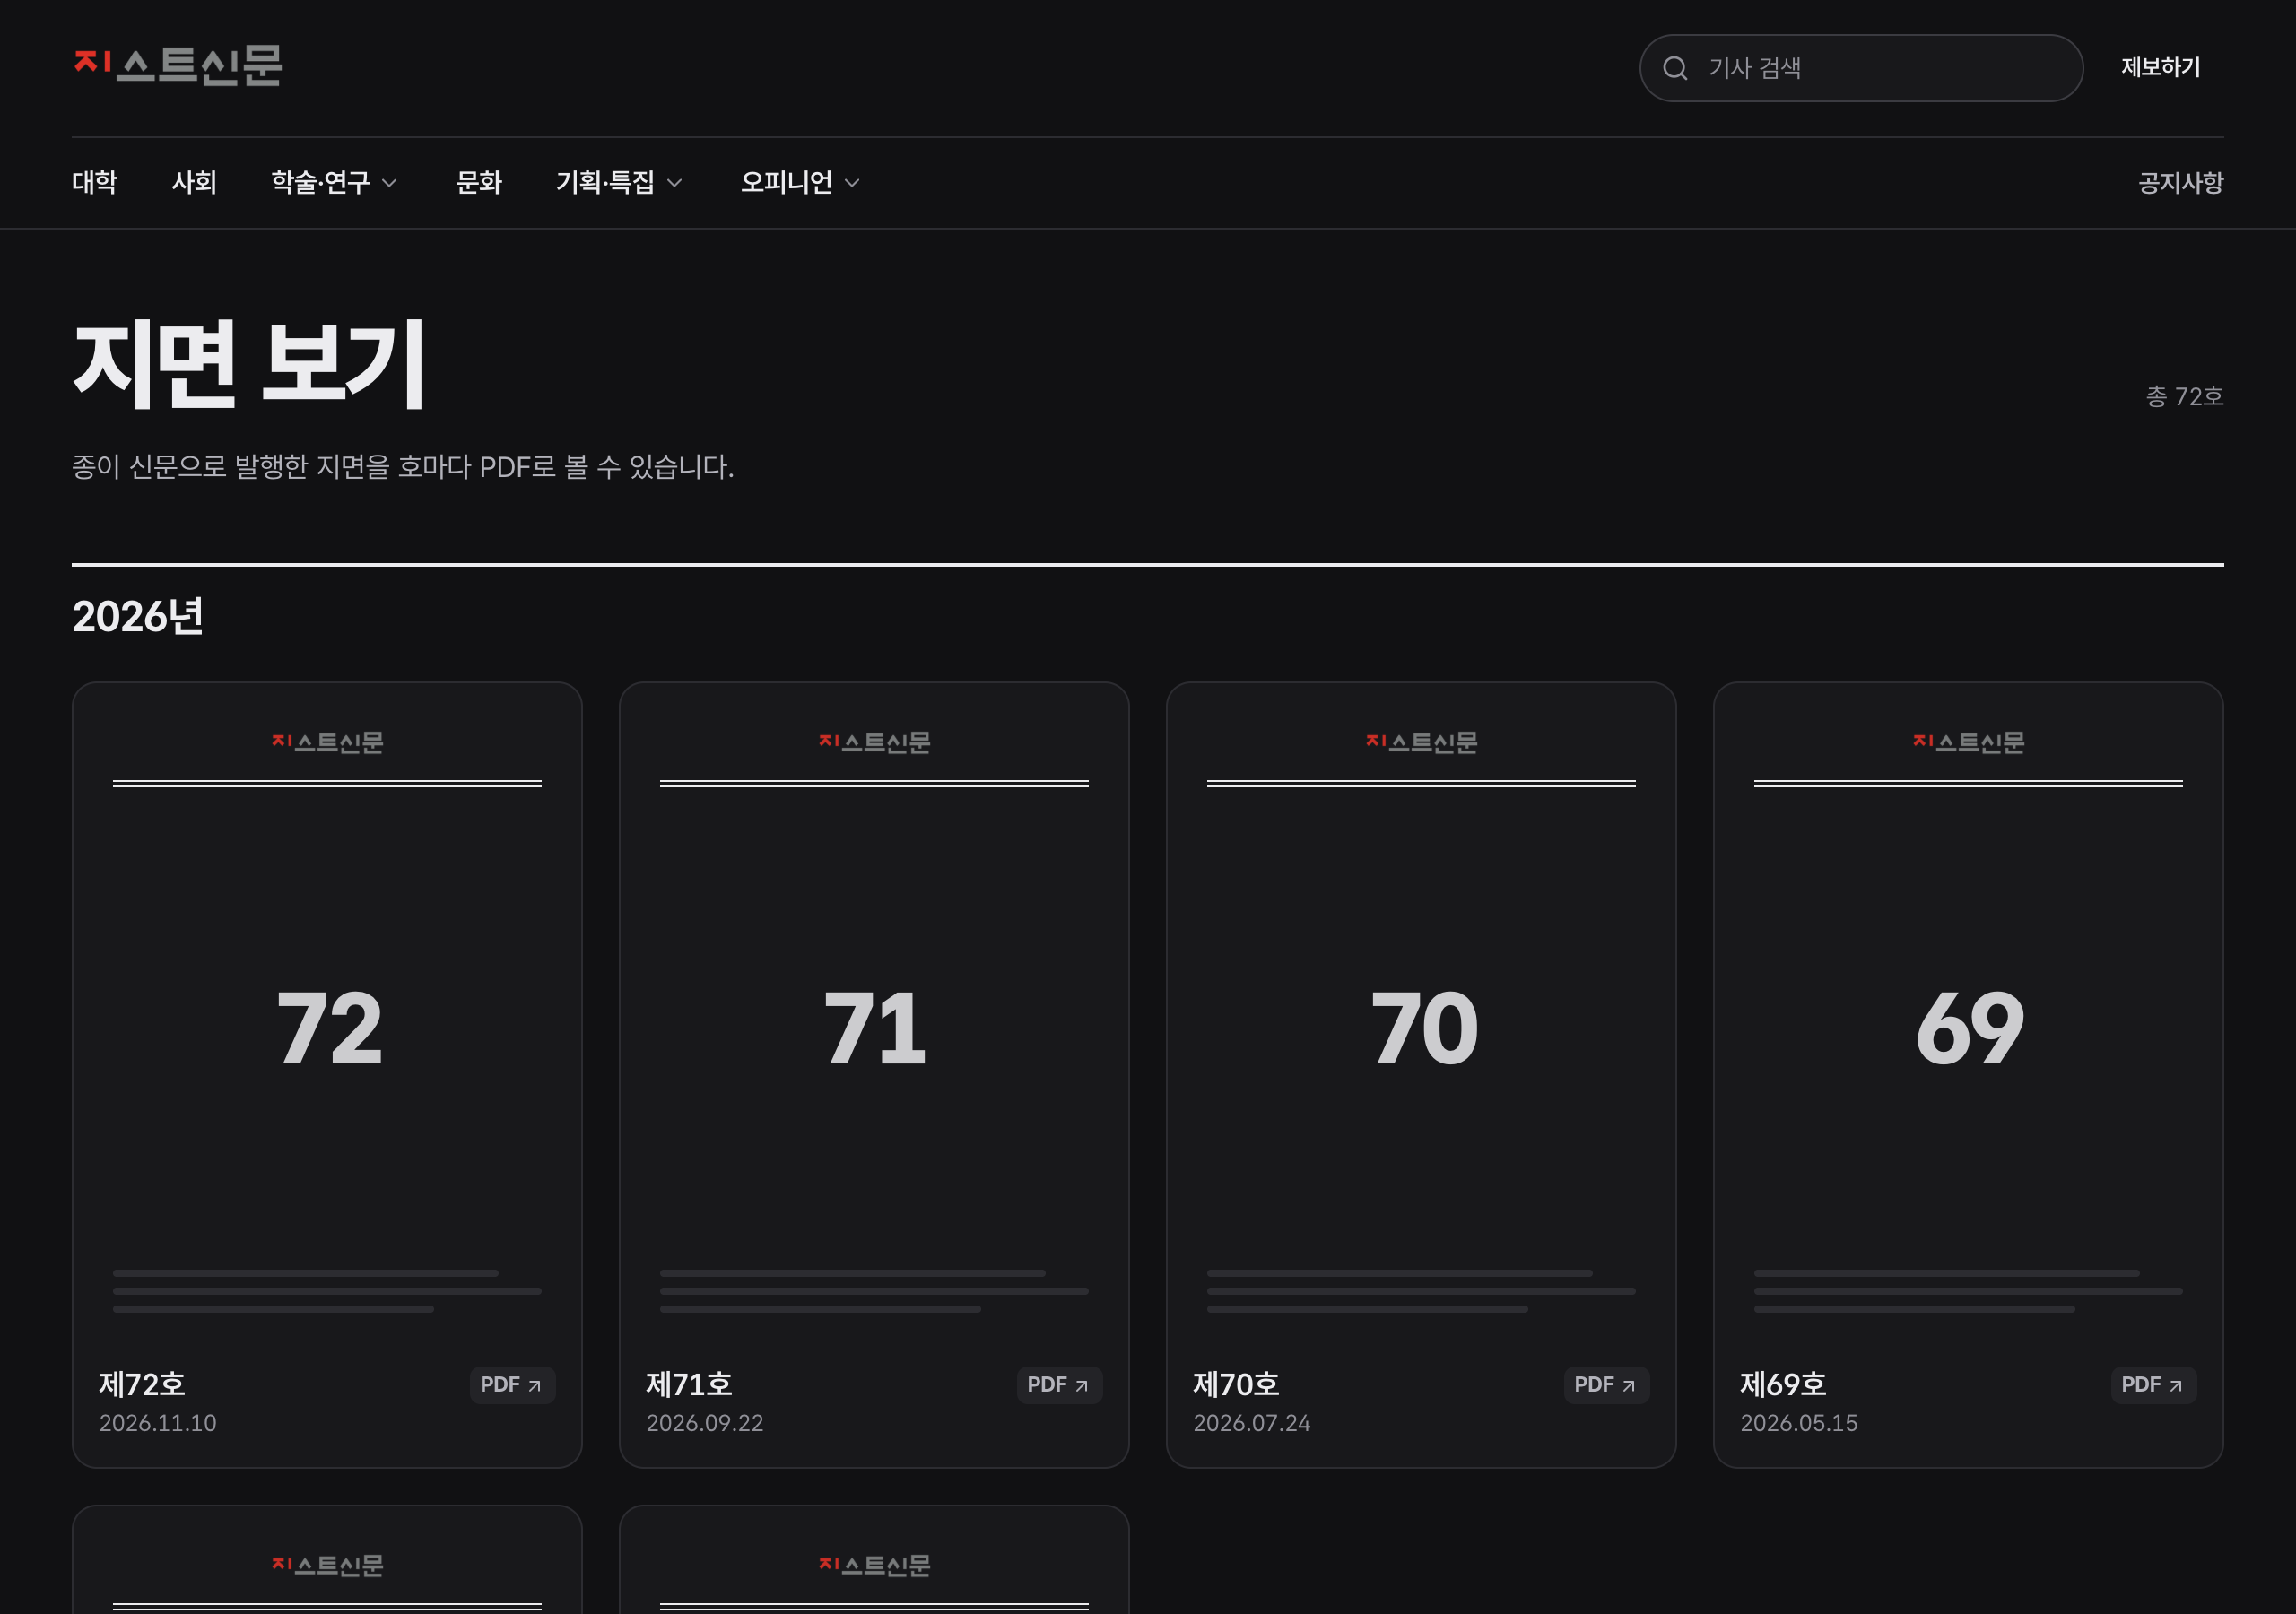 지스트신문
기사 검색
제보하기
대학 사회 학술·연구 문화 기획·특집 오피니언 공지사항
지면 보기
총 72호
종이 신문으로 발행한 지면을 호마다 PDF로 볼 수 있습니다.
2026년
지스트신문
72
제72호 PDF
2026.11.10
지스트신문
71
제71호 PDF
2026.09.22
지스트신문
70
제70호 PDF
2026.07.24
지스트신문
69
제69호 PDF
2026.05.15
지스트신문
지스트신문